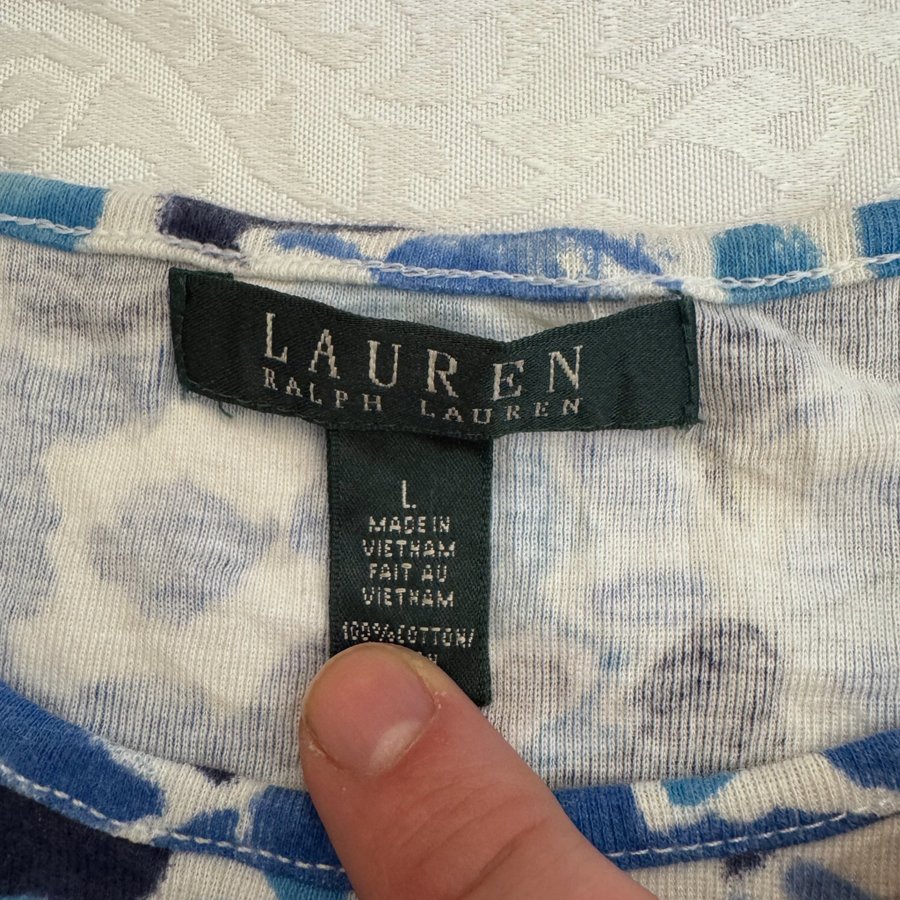 LAUREN
RALPH LAUREN
L
MADE IN
VIETNAM
FAIT AU
VIETNAM
100%COTTON/